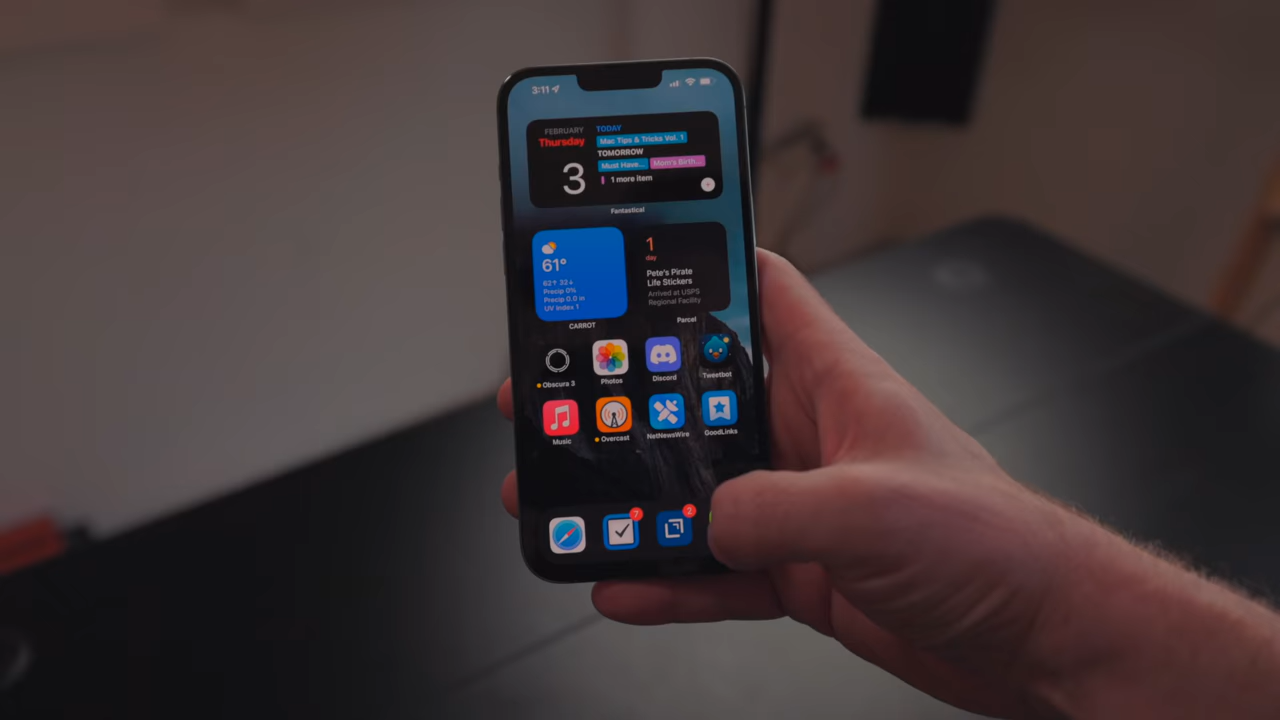 3:11
FEBRUARY
Thursday
3
TODAY
Mac Tips & Tricks Vol. 1
TOMORROW
Must Have...
Mom's Birth...
1 more item
Fantastical
61°
62↑ 32↓
Precip 0%
Precip 0.0 in
UV Index 1
CARROT
1
day
Pete's Pirate
Life Stickers
Arrived at USPS
Regional Facility
Parcel
Obscura 3
Photos
Discord
Tweetbot
Music
Overcast
NetNewsWire
GoodLinks
7
2